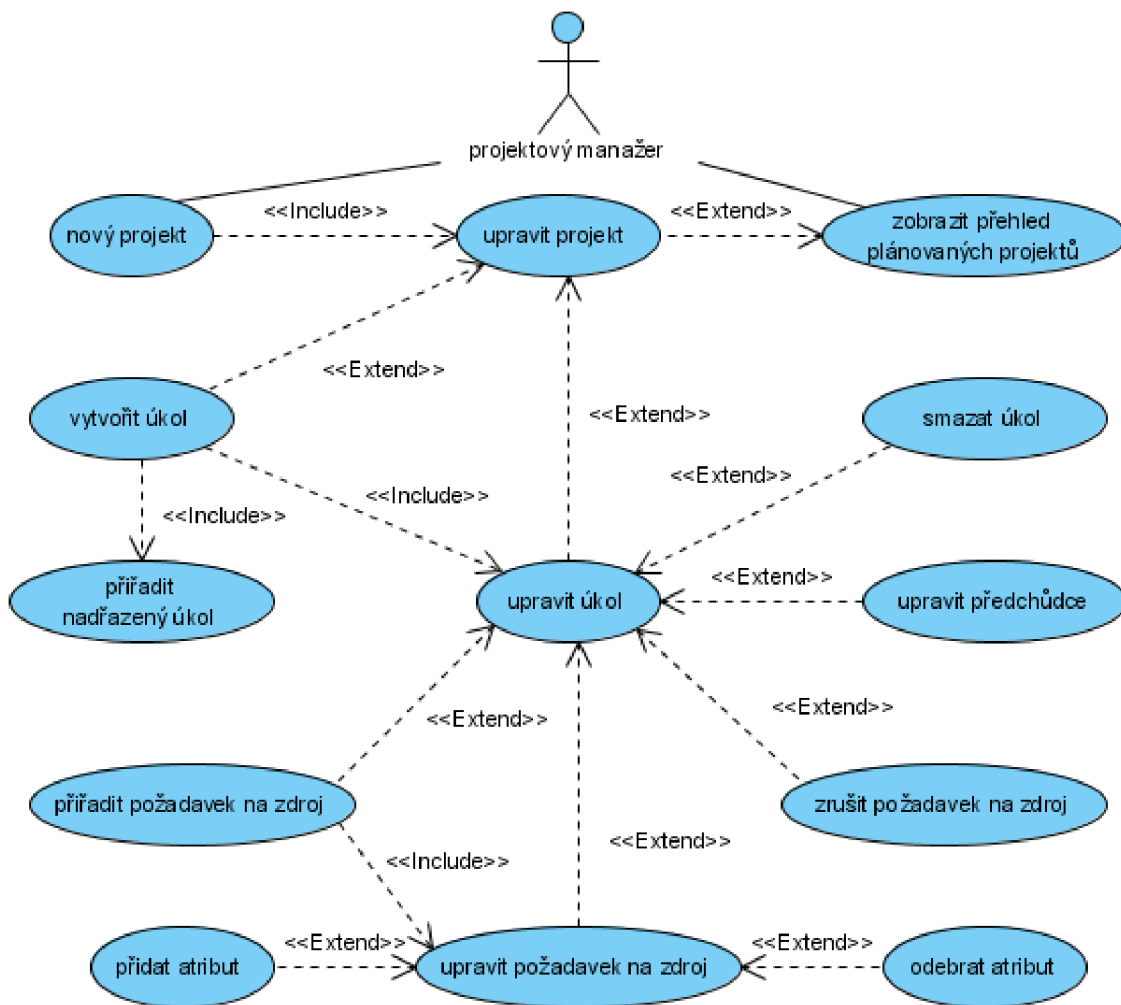 projektový manažer
nový projekt
<<Include>>
upravit projekt
<<Extend>>
zobrazit přehled
plánovaných projektů
<<Extend>>
vytvořit úkol
<<Extend>>
smazat úkol
<<Include>>
<<Extend>>
<<Include>>
přiřadit
nadřazený úkol
upravit úkol
<<Extend>>
upravit předchůdce
<<Extend>>
<<Extend>>
přiřadit požadavek na zdroj
zrušit požadavek na zdroj
<<Extend>>
<<Include>>
přidat atribut
<<Extend>>
upravit požadavek na zdroj
<<Extend>>
odebrat atribut